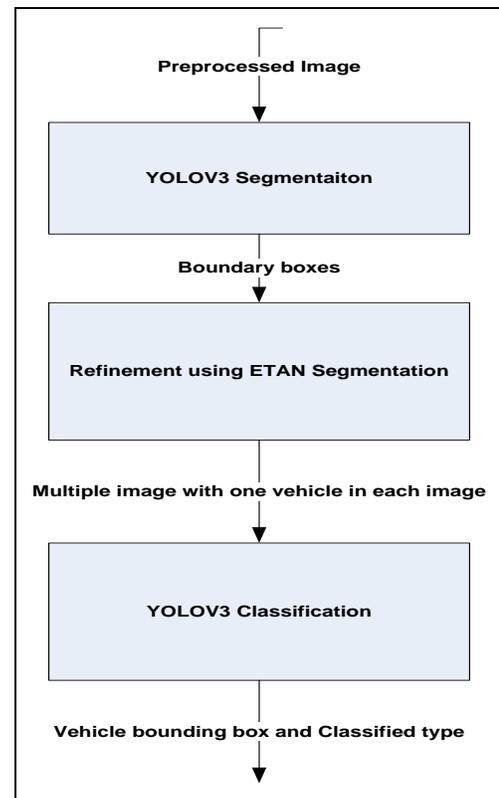 Preprocessed Image
YOLOV3 Segmentaiton
Boundary boxes
Refinement using ETAN Segmentation
Multiple image with one vehicle in each image
YOLOV3 Classification
Vehicle bounding box and Classified type